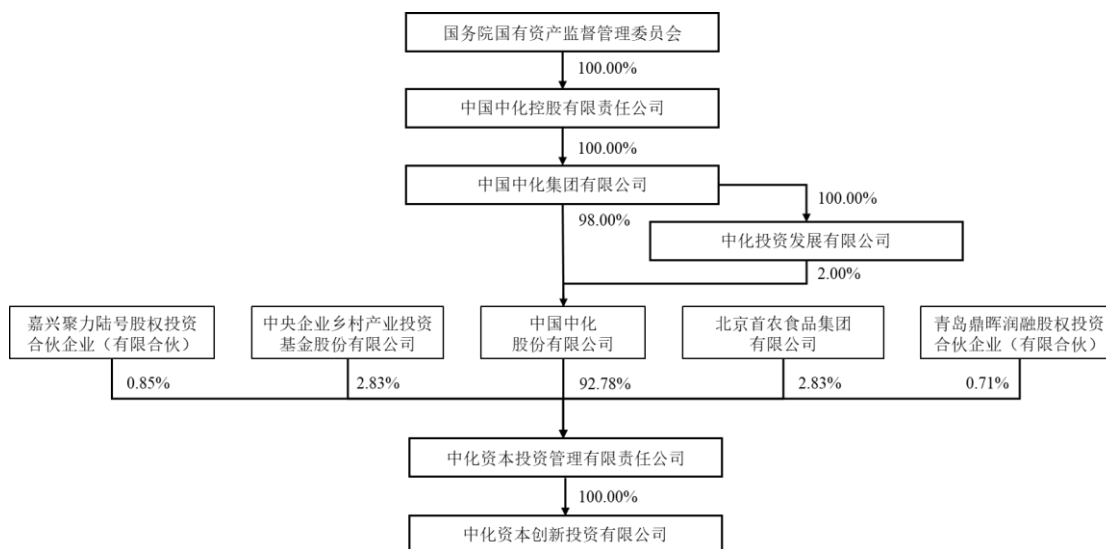 国务院国有资产监督管理委员会
100.00%
中国中化控股有限责任公司
100.00%
中国中化集团有限公司
100.00%
98.00%
中化投资发展有限公司
2.00%
嘉兴聚力陆号股权投资
合伙企业（有限合伙）
中央企业乡村产业投资
基金股份有限公司
中国中化
股份有限公司
北京首农食品集团
有限公司
青岛鼎晖润融股权投资
合伙企业（有限合伙）
0.85%
2.83%
92.78%
2.83%
0.71%
中化资本投资管理有限责任公司
100.00%
中化资本创新投资有限公司